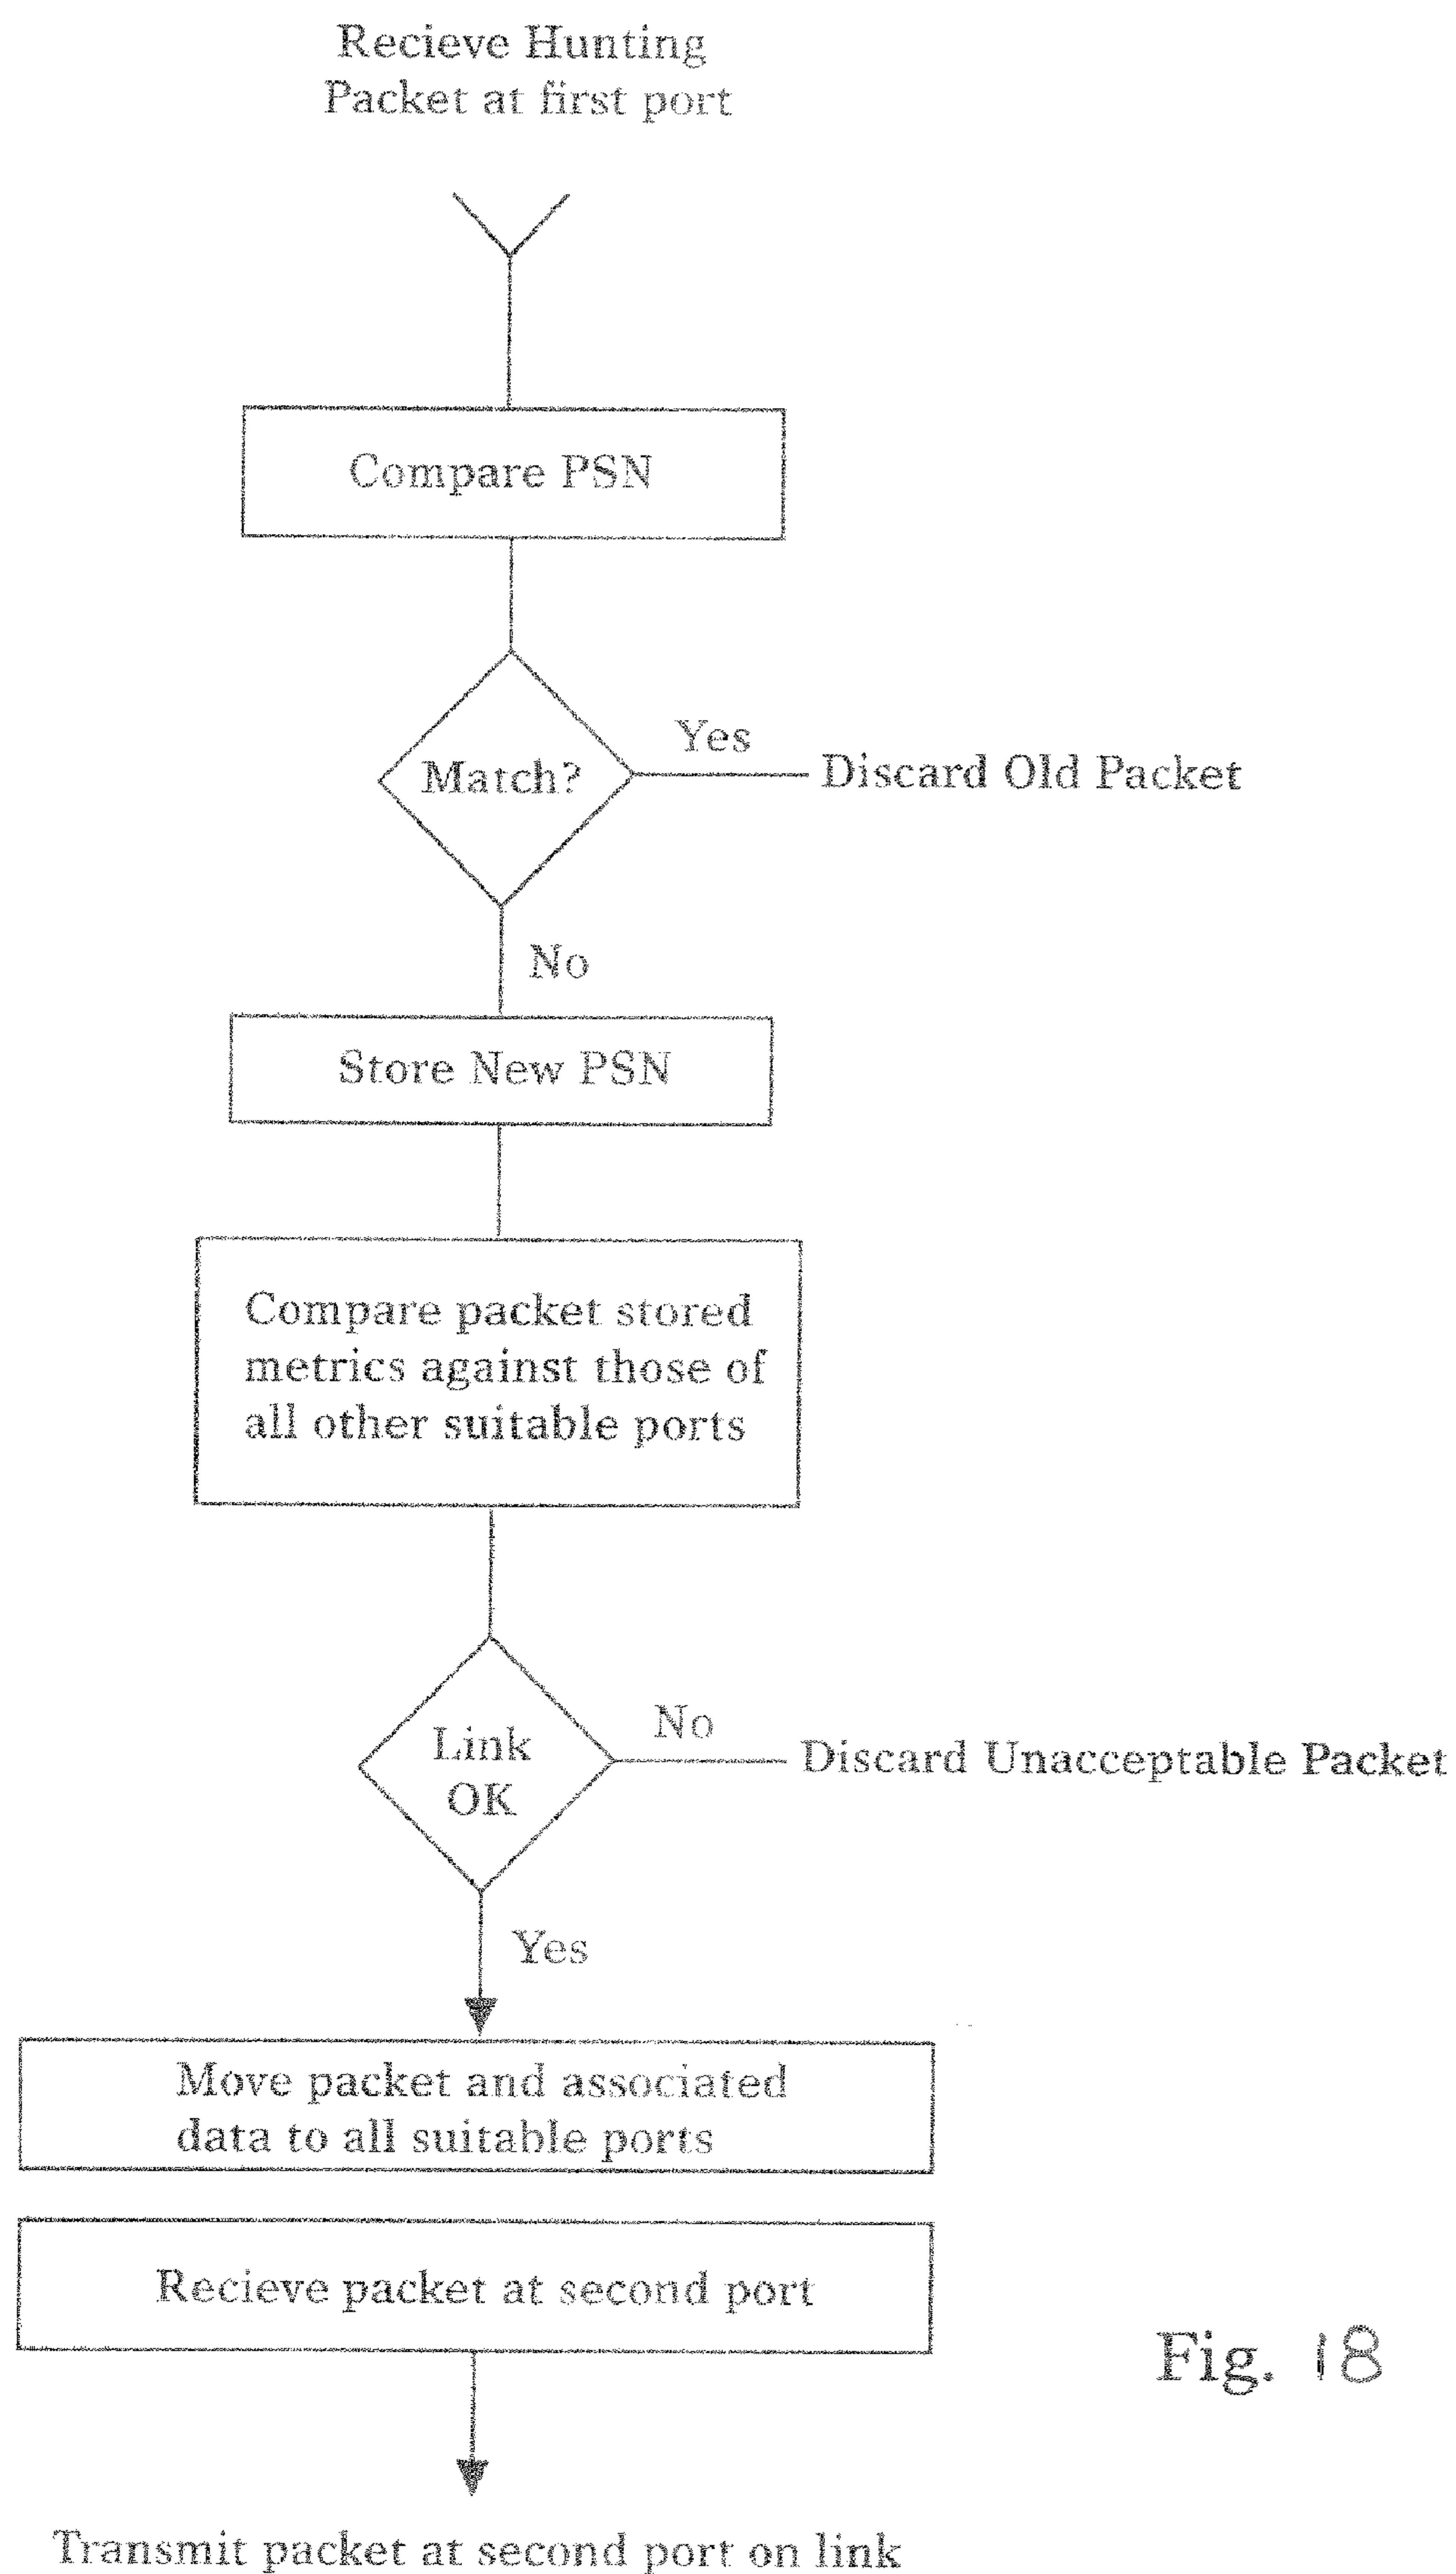 Recieve Hunting
Packet at first port
Compare PSN
Match?
Yes
Discard Old Packet
No
Store New PSN
Compare packet stored
metrics against those of
all other suitable ports
Link
OK
No
Discard Unacceptable Packet
Yes
Move packet and associated
data to all suitable ports
Recieve packet at second port
Fig. 18
Transmit packet at second port on link